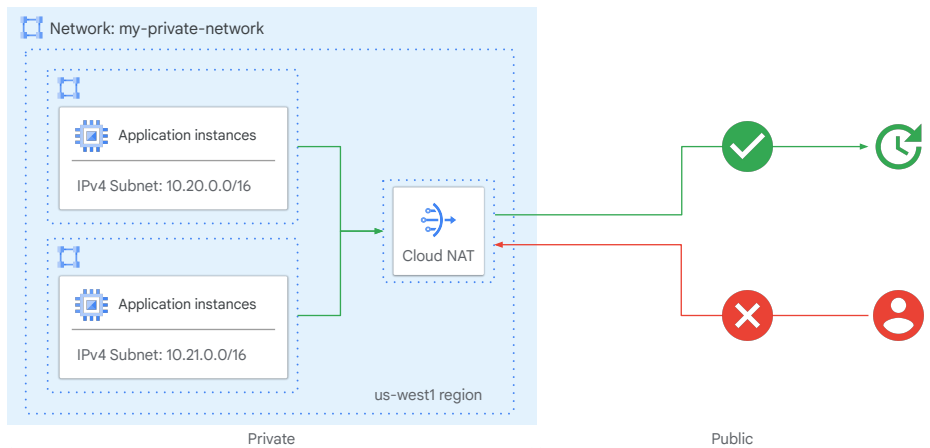 Network: my-private-network
Application instances
IPv4 Subnet: 10.20.0.0/16
Cloud NAT
Application instances
IPv4 Subnet: 10.21.0.0/16
us-west1 region
Private
Public